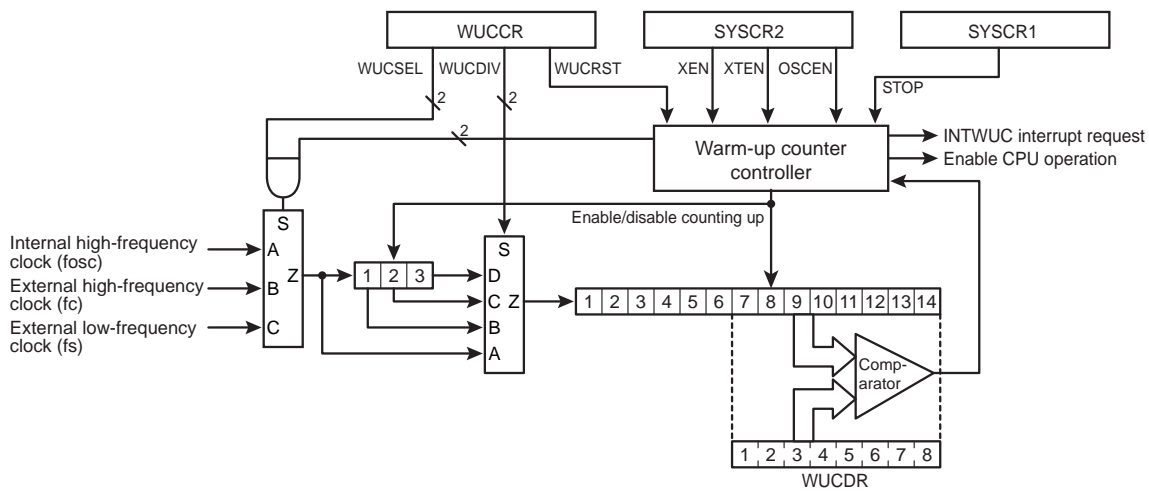 WUCCR
SYSCR2
SYSCR1
WUCSEL
WUCDIV
WUCRST
XEN
XTEN
OSCEN
STOP
2
2
2
Warm-up counter
controller
INTWUC interrupt request
Enable CPU operation
Enable/disable counting up
Internal high-frequency
clock (fosc)
External high-frequency
clock (fc)
External low-frequency
clock (fs)
S
A
B
C
Z
1 2 3
S
D
C
B
A
Z
1 2 3 4 5 6 7 8 9 10 11 12 13 14
Comp-
arator
1 2 3 4 5 6 7 8
WUCDR